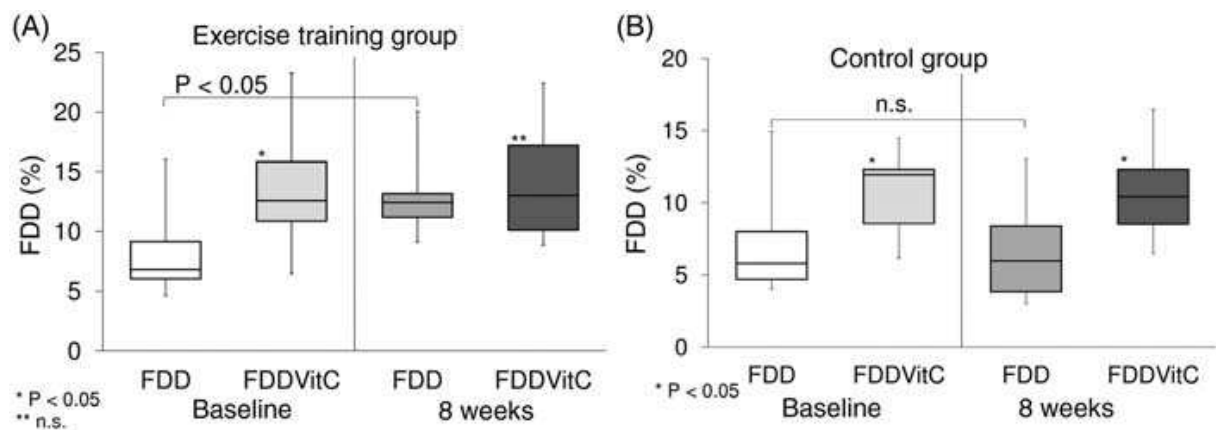 (A)
Exercise training group
25
20
15
10
5
0
FDD (%)
P < 0.05
*
**
FDD FDDVitC FDD FDDVitC
Baseline 8 weeks
* P < 0.05
** n.s.
(B)
Control group
20
15
10
5
0
FDD (%)
n.s.
*
*
FDD FDDVitC FDD FDDVitC
* P < 0.05
Baseline 8 weeks